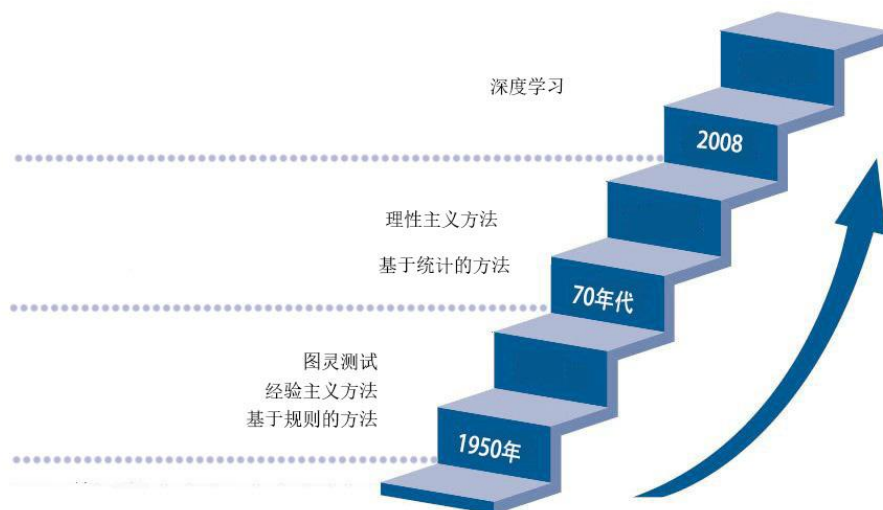 深度学习
2008
理性主义方法
基于统计的方法
70年代
图灵测试
经验主义方法
基于规则的方法
1950年